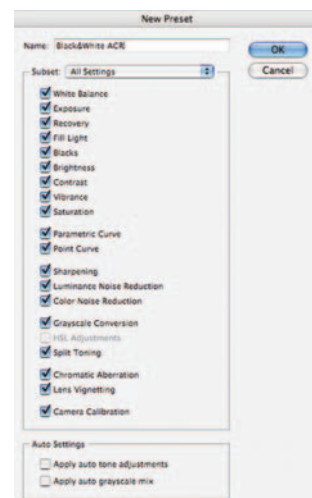 New Preset
Name: Black&White ACR
OK
Subset: All Settings
Cancel
White Balance
Exposure
Recovery
Fill Light
Blacks
Brightness
Contrast
Vibrance
Saturation
Parametric Curve
Point Curve
Sharpening
Luminance Noise Reduction
Color Noise Reduction
Grayscale Conversion
HSL Adjustments
Split Toning
Chromatic Aberration
Lens Vignetting
Camera Calibration
Auto Settings
Apply auto tone adjustments
Apply auto grayscale mix